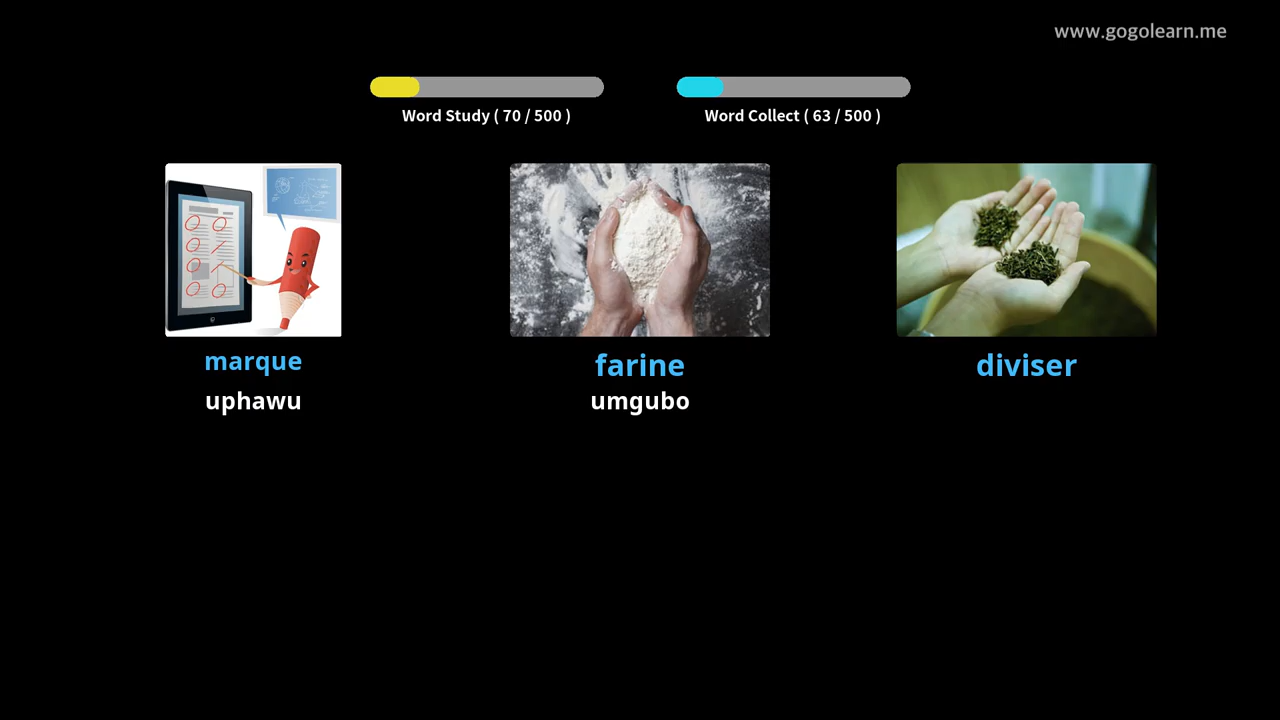 www.gogolearn.me
Word Study ( 70 / 500 )
Word Collect ( 63 / 500 )
marque
farine
diviser
uphawu
umgubo